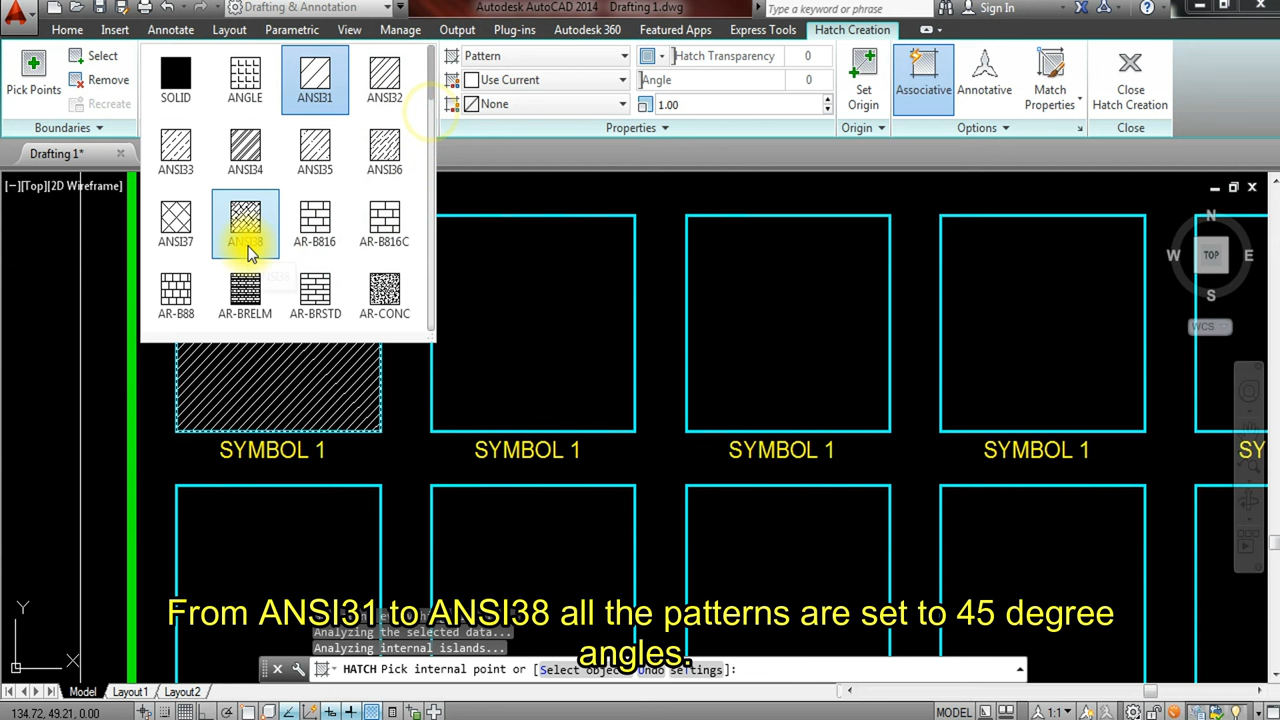 Drafting & Annotation
Autodesk AutoCAD 2014 Drafting 1.dwg
Type a keyword or phrase
Sign In
Home Insert Annotate Layout Parametric View Manage Output Plug-ins Autodesk 360 Featured Apps Express Tools Hatch Creation
Pick Points
Select
Remove
Recreate
Boundaries
SOLID ANGLE ANSI31 ANSI32
ANSI33 ANSI34 ANSI35 ANSI36
ANSI37 ANSI38 AR-B816 AR-B816C
AR-B88 AR-BRELM AR-BRSTD AR-CONC
Pattern
Use Current
None
Hatch Transparency 0
Angle 0
1.00
Properties
Set Origin
Origin
Associative
Annotative
Match Properties
Options
Close Hatch Creation
Close
Drafting 1*
[−][Top][2D Wireframe]
N
W TOP E
S
WCS
SYMBOL 1 SYMBOL 1 SYMBOL 1 SYMBOL 1 SY
From ANSI31 to ANSI38 all the patterns are set to 45 degree
angles.
Analyzing the selected data...
Analyzing internal islands...
HATCH Pick internal point or [Select objects Undo seTtings]:
Y
X
Model Layout1 Layout2
134.72, 49.21, 0.00
MODEL
1:1